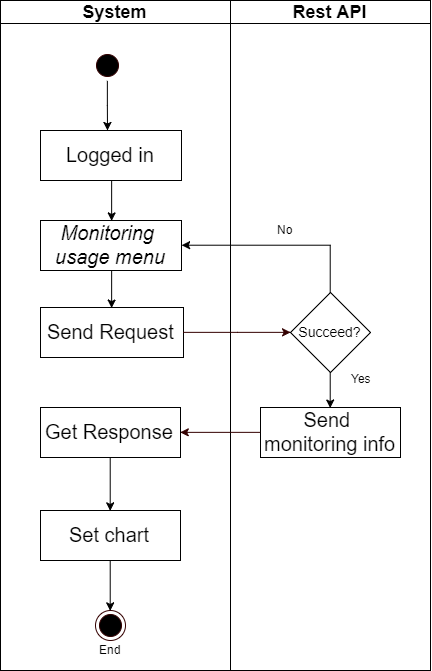 System
Rest API
Logged in
Monitoring
usage menu
No
Send Request
Succeed?
Yes
Get Response
Send
monitoring info
Set chart
End